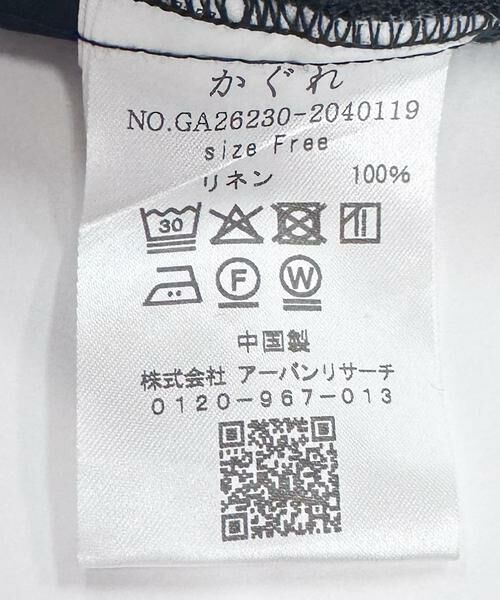 かぐれ
NO.GA26230-2040119
size Free
リネン 100%
30
F W
中国製
株式会社 アーバンリサーチ
0120-967-013